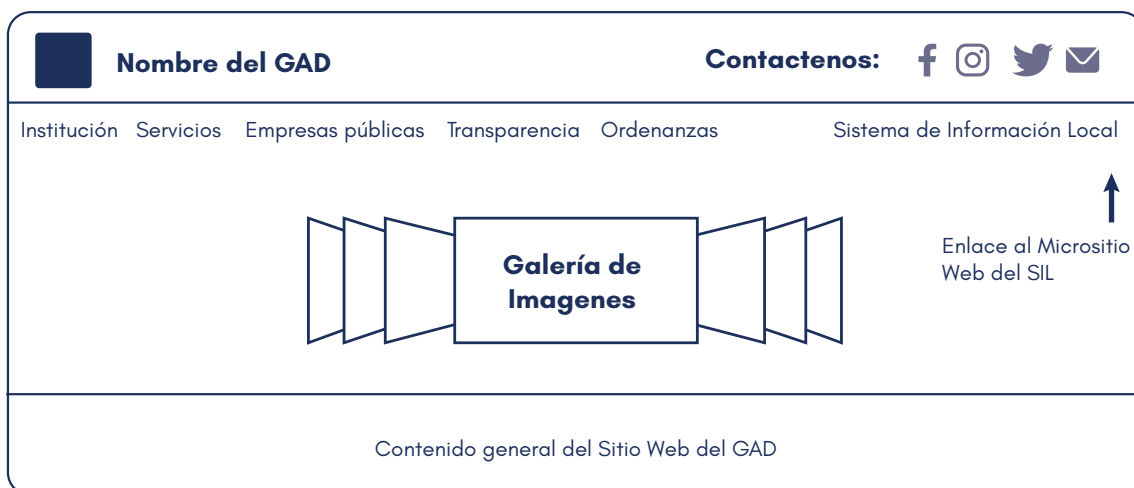 Nombre del GAD
Contactenos:
Institución Servicios Empresas públicas Transparencia Ordenanzas Sistema de Información Local
Galería de
Imagenes
Enlace al Micrositio
Web del SIL
Contenido general del Sitio Web del GAD